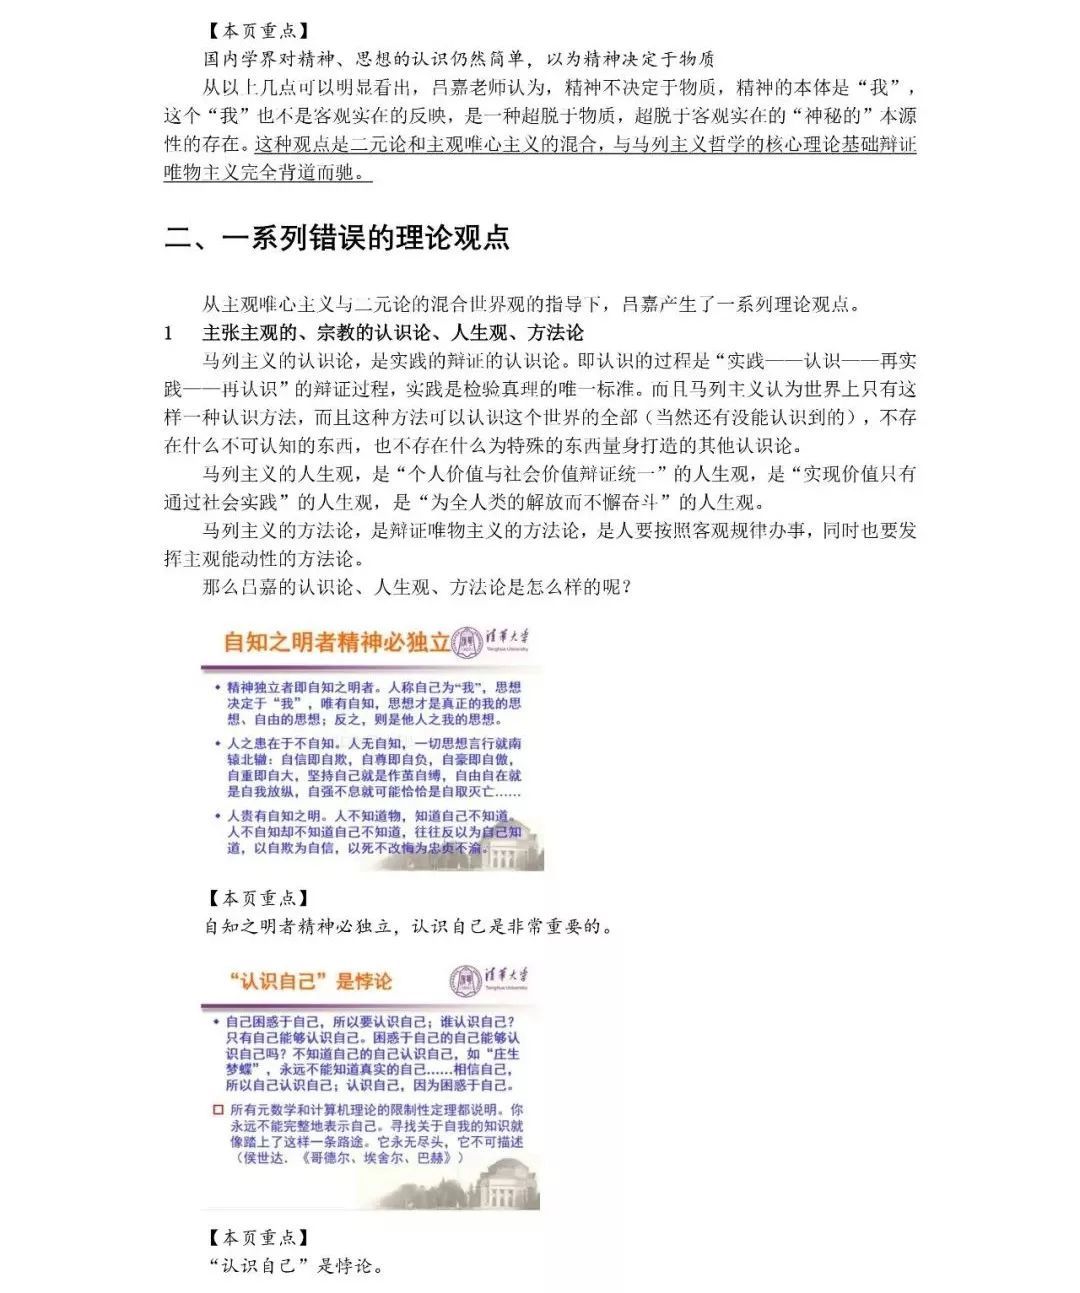 【本页重点】
国内学界对精神、思想的认识仍然简单，以为精神决定于物质
从以上几点可以明显看出，吕嘉老师认为，精神不决定于物质，精神的本体是“我”，
这个“我”也不是客观实在的反映，是一种超脱于物质，超脱于客观实在的“神秘的”本源
性的存在。这种观点是二元论和主观唯心主义的混合，与马列主义哲学的核心理论基础辩证
唯物主义完全背道而驰。
二、一系列错误的理论观点
从主观唯心主义与二元论的混合世界观的指导下，吕嘉产生了一系列理论观点。
1 主张主观的、宗教的认识论、人生观、方法论
马列主义的认识论，是实践的辩证的认识论。即认识的过程是“实践——认识——再实
践——再认识”的辩证过程，实践是检验真理的唯一标准。而且马列主义认为世界上只有这
样一种认识方法，而且这种方法可以认识这个世界的全部（当然还有没能认识到的），不存
在什么不可认知的东西，也不存在什么为特殊的东西量身打造的其他认识论。
马列主义的人生观，是“个人价值与社会价值辩证统一”的人生观，是“实现价值只有
通过社会实践”的人生观，是“为全人类的解放而不懈奋斗”的人生观。
马列主义的方法论，是辩证唯物主义的方法论，是人要按照客观规律办事，同时也要发
挥主观能动性的方法论。
那么吕嘉的认识论、人生观、方法论是怎么样的呢？
自知之明者精神必独立
清华大学
Tsinghua University
• 精神独立者即自知之明者。人称自己为“我”，思想
决定于“我”，唯有自知，思想才是真正的我的思
想、自由的思想；反之，则是他人之我的思想。
• 人之患在于不自知。人无自知，一切思想言行就南
辕北辙：自信即自欺，自尊即自负，自豪即自傲，
自重即自大，坚持自己就是作茧自缚，自由自在就
是自我放纵，自强不息就可能恰恰是自取灭亡……
• 人贵有自知之明。人不知道物，知道自己不知道。
人不自知却不知道自己不知道，往往反以为自己知
道，以自欺为自信，以死不改悔为忠贞不渝。
【本页重点】
自知之明者精神必独立，认识自己是非常重要的。
“认识自己”是悖论
清华大学
Tsinghua University
• 自己困惑于自己，所以要认识自己；谁认识自己？
只有自己能够认识自己。困惑于自己的自己能够认
识自己吗？不知道自己的自己认识自己，如“庄生
梦蝶”，永远不能知道真实的自己……相信自己，
所以自己认识自己；认识自己，因为困惑于自己。
□ 所有元数学和计算机理论的限制性定理都说明。你
永远不能完整地表示自己。寻找关于自我的知识就
像踏上了这样一条路途。它永无尽头，它不可描述
（侯世达．《哥德尔、埃舍尔、巴赫》）
【本页重点】
“认识自己”是悖论。